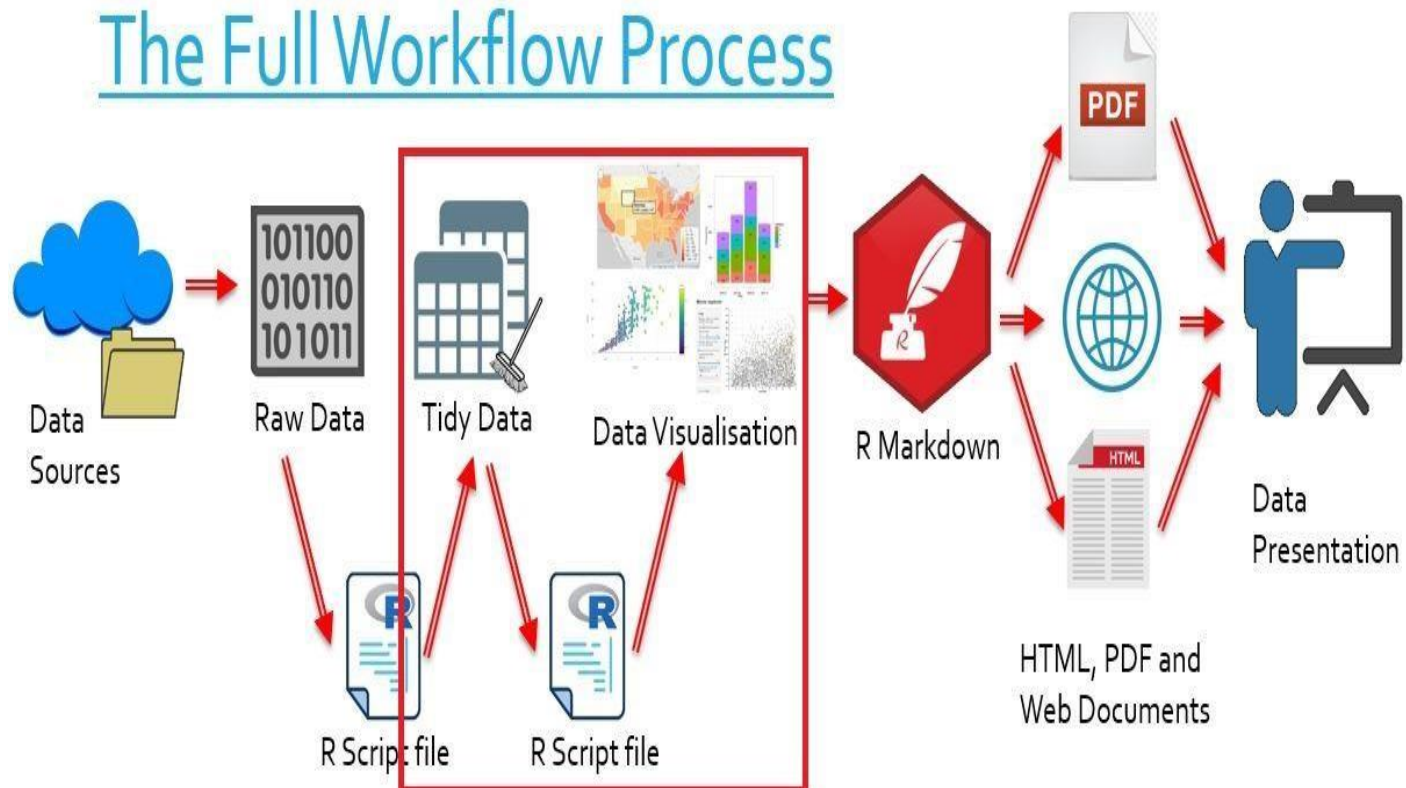 The Full Workflow Process
PDF
101100
010110
101011
Data
Sources
Raw Data
Tidy Data
Data Visualisation
R
R Markdown
HTML
Data
Presentation
R
R
R Script file
R Script file
HTML, PDF and
Web Documents